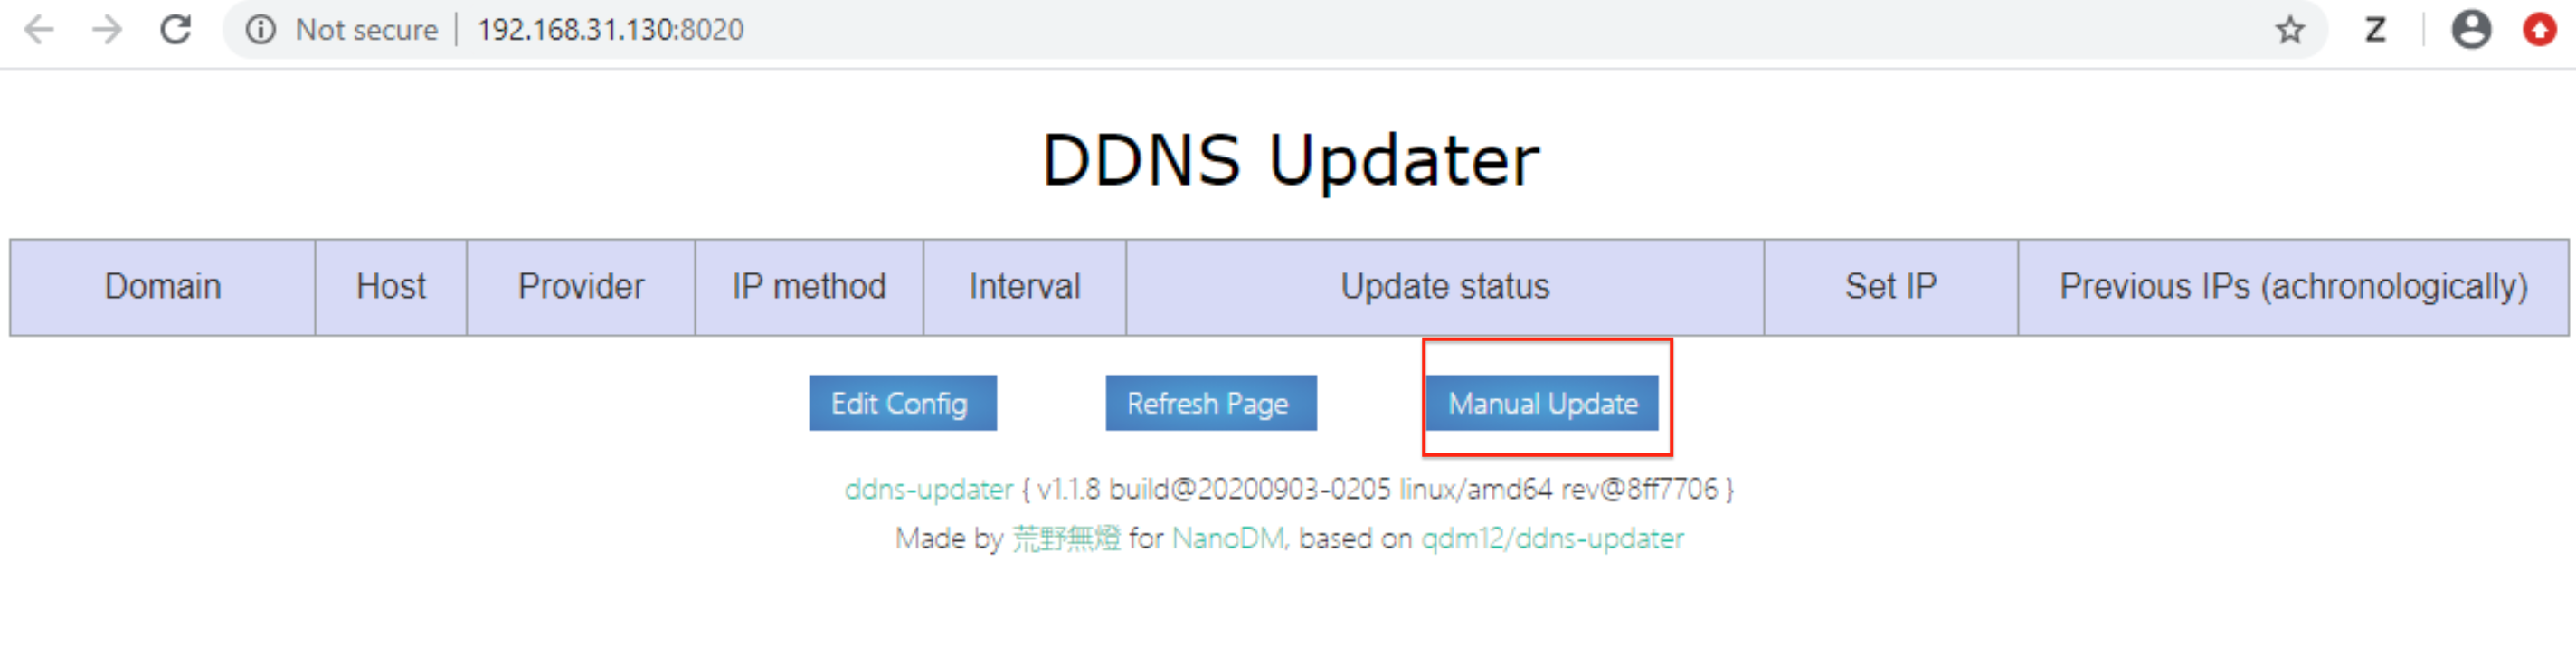 Not secure | 192.168.31.130:8020 Z
DDNS Updater
Domain Host Provider IP method Interval Update status Set IP Previous IPs (achronologically)
Edit Config Refresh Page Manual Update
ddns-updater { v1.1.8 build@20200903-0205 linux/amd64 rev@8ff7706 }
Made by 荒野無燈 for NanoDM, based on qdm12/ddns-updater